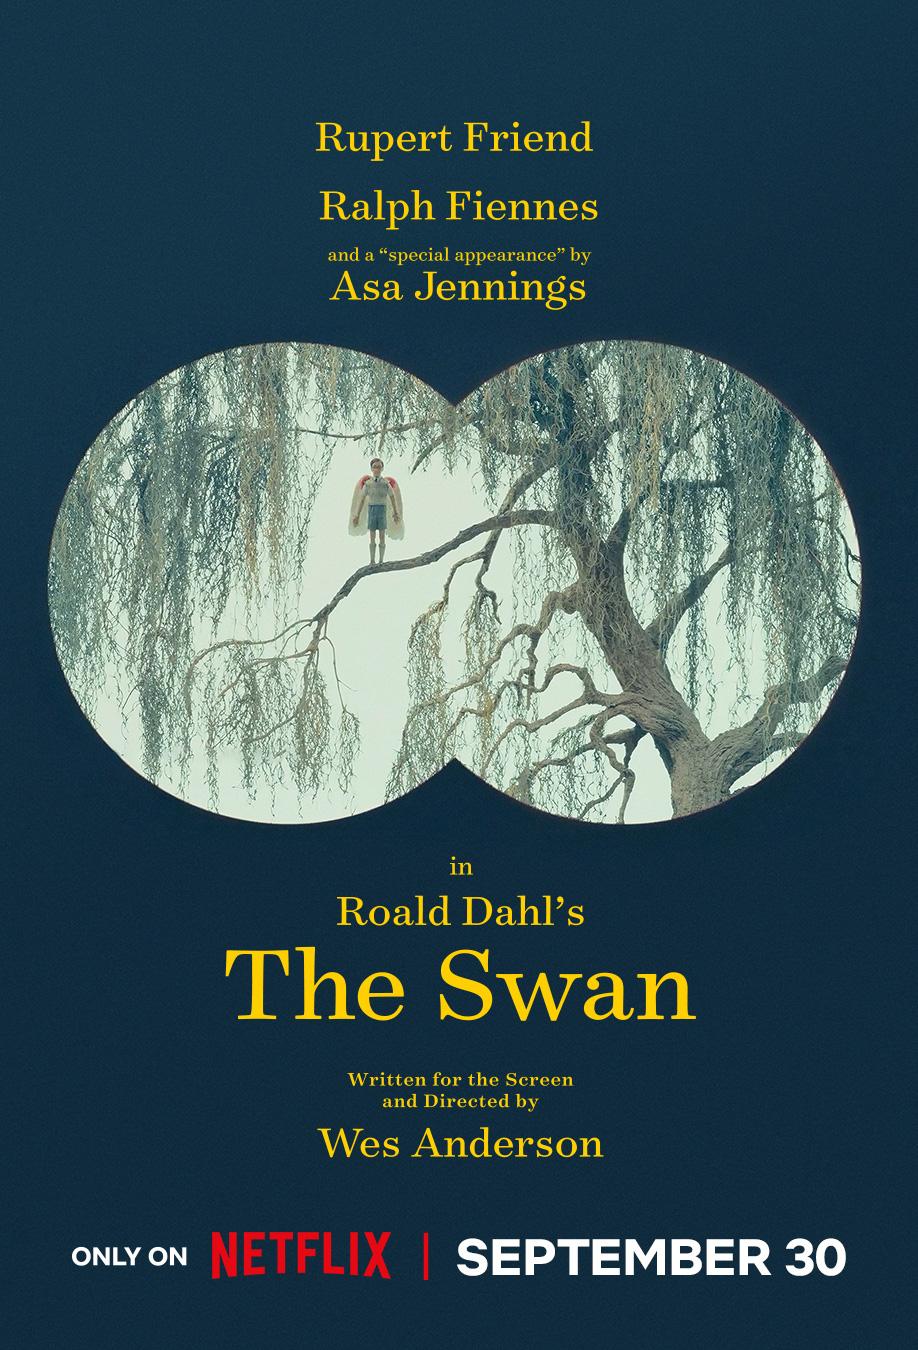 Rupert Friend
Ralph Fiennes
and a “special appearance” by
Asa Jennings
in
Roald Dahl’s
The Swan
Written for the Screen
and Directed by
Wes Anderson
ONLY ON NETFLIX | SEPTEMBER 30